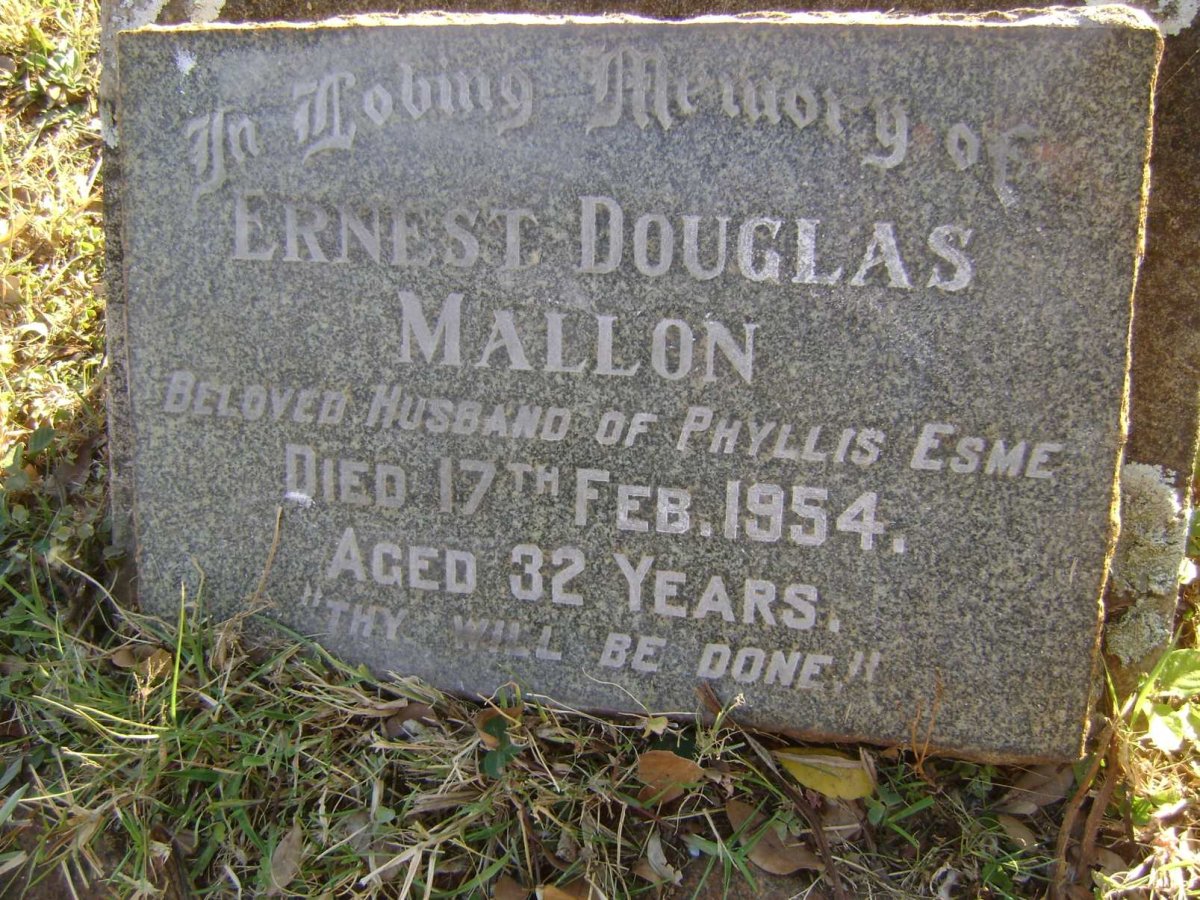 In Loving Memory of
ERNEST DOUGLAS
MALLON
BELOVED HUSBAND OF PHYLLIS ESME
DIED 17TH FEB. 1954.
AGED 32 YEARS.
"THY WILL BE DONE."